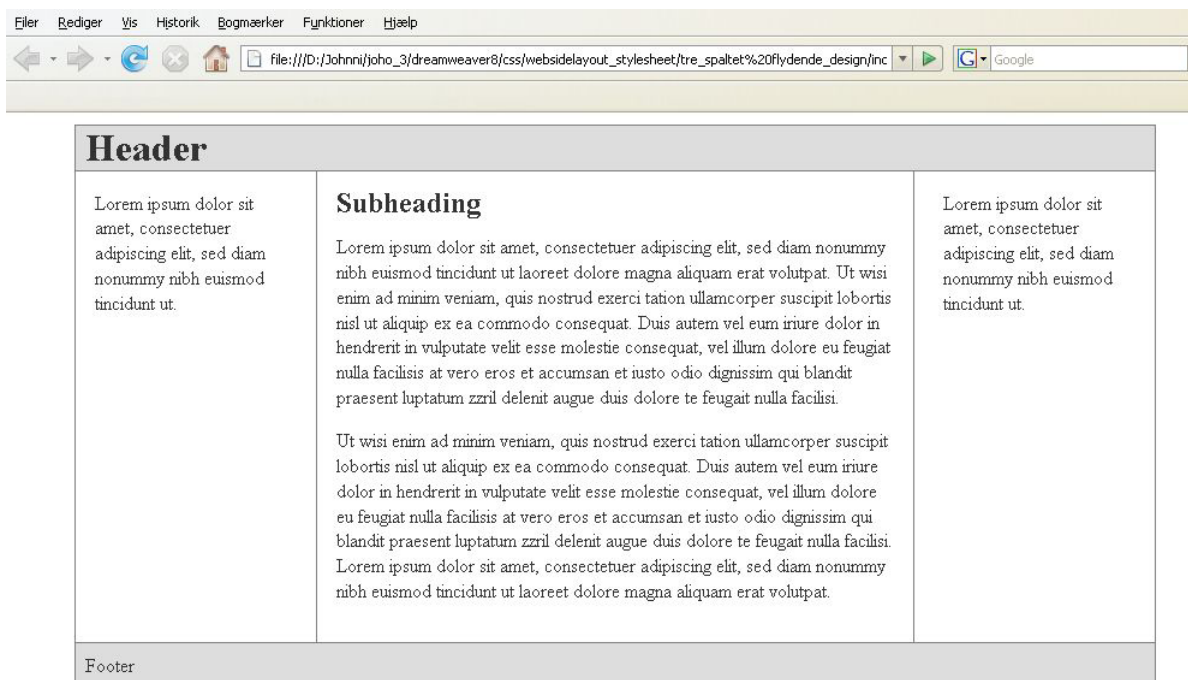 Filer Rediger Vis Historik Bogmærker Funktioner Hjælp
file:///D:/Johnni/joho_3/dreamweaver8/css/websidelayout_stylesheet/tre_spaltet%20flydende_design/inc
G Google
Header
Lorem ipsum dolor sit
amet, consectetuer
adipiscing elit, sed diam
nonummy nibh euismod
tincidunt ut.
Subheading
Lorem ipsum dolor sit amet, consectetuer adipiscing elit, sed diam nonummy
nibh euismod tincidunt ut laoreet dolore magna aliquam erat volutpat. Ut wisi
enim ad minim veniam, quis nostrud exerci tation ullamcorper suscipit lobortis
nisl ut aliquip ex ea commodo consequat. Duis autem vel eum iriure dolor in
hendrerit in vulputate velit esse molestie consequat, vel illum dolore eu feugiat
nulla facilisis at vero eros et accumsan et iusto odio dignissim qui blandit
praesent luptatum zzril delenit augue duis dolore te feugait nulla facilisi.
Ut wisi enim ad minim veniam, quis nostrud exerci tation ullamcorper suscipit
lobortis nisl ut aliquip ex ea commodo consequat. Duis autem vel eum iriure
dolor in hendrerit in vulputate velit esse molestie consequat, vel illum dolore
eu feugiat nulla facilisis at vero eros et accumsan et iusto odio dignissim qui
blandit praesent luptatum zzril delenit augue duis dolore te feugait nulla facilisi.
Lorem ipsum dolor sit amet, consectetuer adipiscing elit, sed diam nonummy
nibh euismod tincidunt ut laoreet dolore magna aliquam erat volutpat.
Lorem ipsum dolor sit
amet, consectetuer
adipiscing elit, sed diam
nonummy nibh euismod
tincidunt ut.
Footer